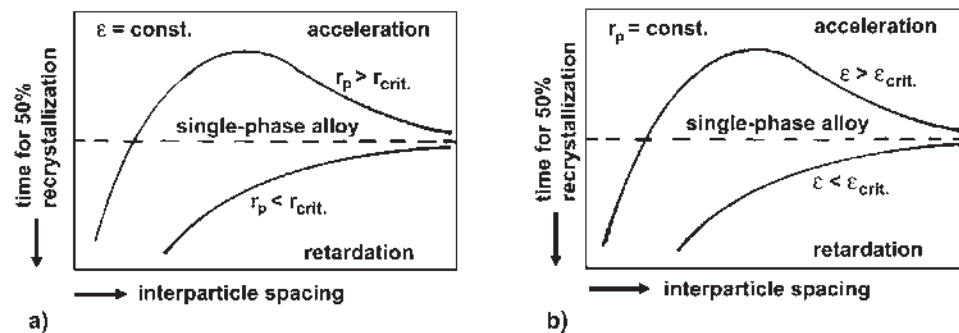 ε = const.
acceleration
r_p > r_crit.
single-phase alloy
r_p < r_crit.
retardation
time for 50%
recrystallization
interparticle spacing
a)
r_p = const.
acceleration
ε > ε_crit.
single-phase alloy
ε < ε_crit.
retardation
time for 50%
recrystallization
interparticle spacing
b)